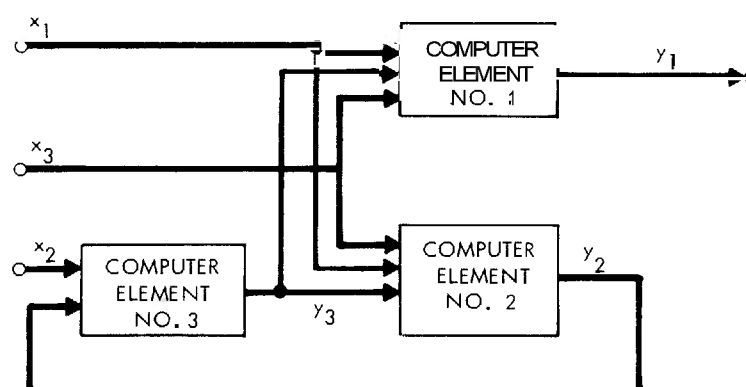 x1
COMPUTER
ELEMENT
NO. 1
y1
x3
x2
COMPUTER
ELEMENT
NO. 3
y3
COMPUTER
ELEMENT
NO. 2
y2